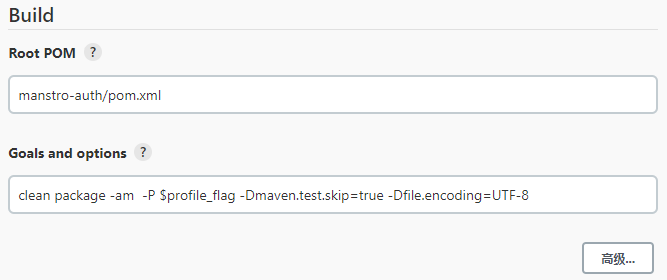 Build
Root POM ?
manstro-auth/pom.xml
Goals and options ?
clean package -am  -P $profile_flag -Dmaven.test.skip=true -Dfile.encoding=UTF-8
高级...